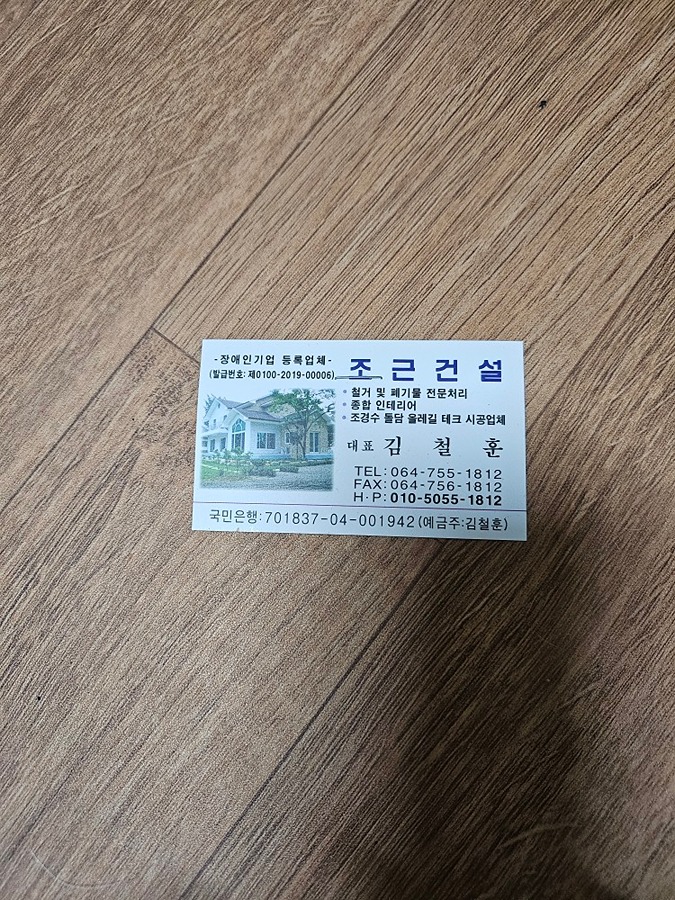 -장애인기업 등록업체-
(발급번호: 제0100-2019-00006)
조근건설
• 철거 및 폐기물 전문처리
• 종합 인테리어
• 조경수 돌담 올레길 테크 시공업체
대표 김 철 훈
TEL:064-755-1812
FAX:064-756-1812
H·P:010-5055-1812
국민은행:701837-04-001942(예금주:김철훈)